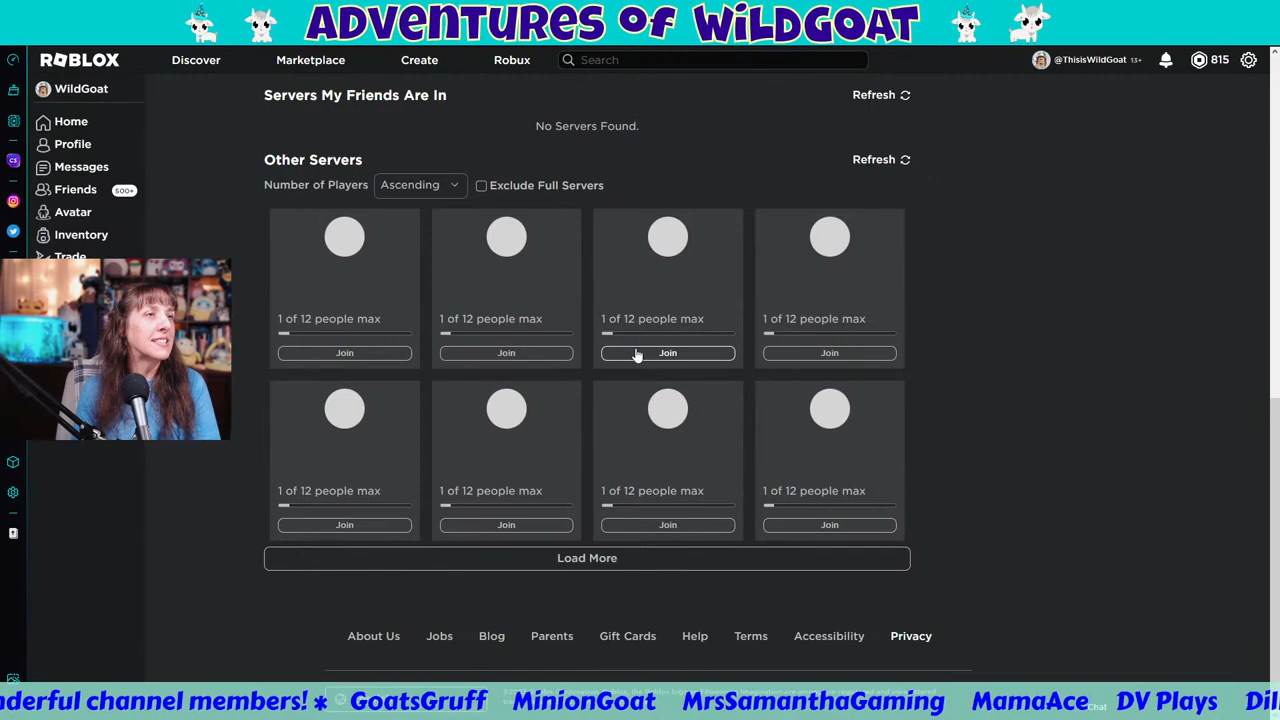 ADVENTURES OF WILDGOAT
ROBLOX
Discover
Marketplace
Create
Robux
Search
@ThisisWildGoat 13+
815
WildGoat
Home
Profile
Messages
Friends
500+
Avatar
Inventory
Trade
Servers My Friends Are In
Refresh
No Servers Found.
Other Servers
Refresh
Number of Players
Ascending
Exclude Full Servers
1 of 12 people max
1 of 12 people max
1 of 12 people max
1 of 12 people max
Join
Join
Join
Join
1 of 12 people max
1 of 12 people max
1 of 12 people max
1 of 12 people max
Join
Join
Join
Join
Load More
About Us
Jobs
Blog
Parents
Gift Cards
Help
Terms
Accessibility
Privacy
Chat
nderful channel members! * GoatsGruff MinionGoat MrsSamanthaGaming MamaAce DV Plays Dil